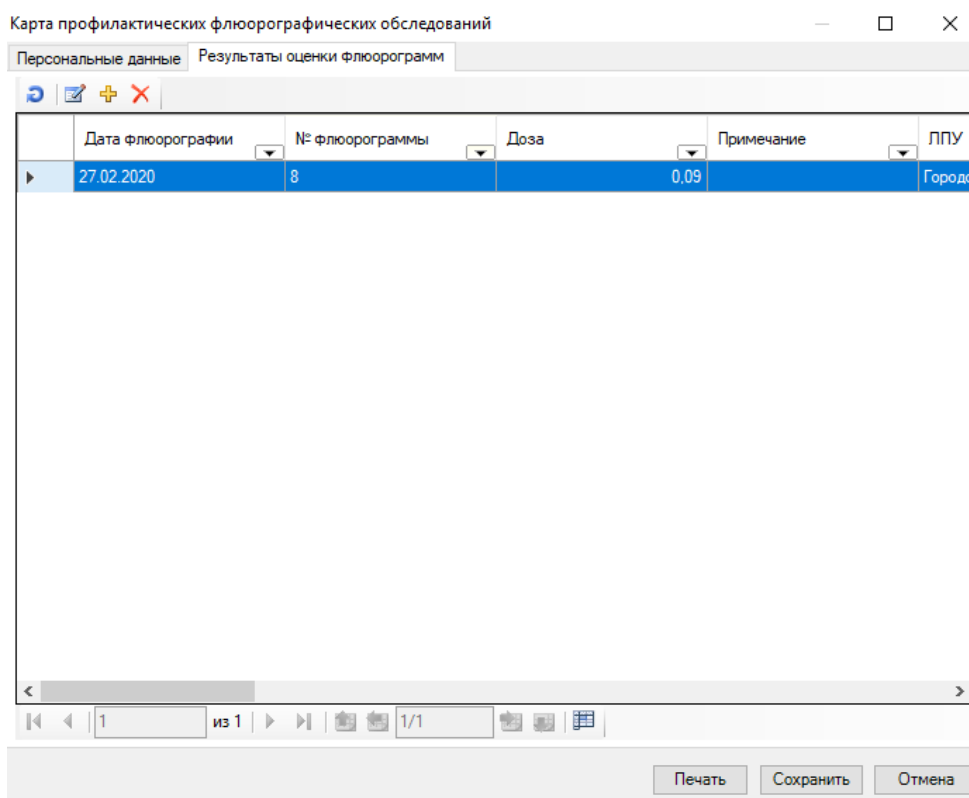 Карта профилактических флюорографических обследований
Персональные данные Результаты оценки флюорограмм
Дата флюорографии № флюорограммы Доза Примечание ЛПУ
27.02.2020 8 0,09 Городс
1 из 1 1/1
Печать Сохранить Отмена